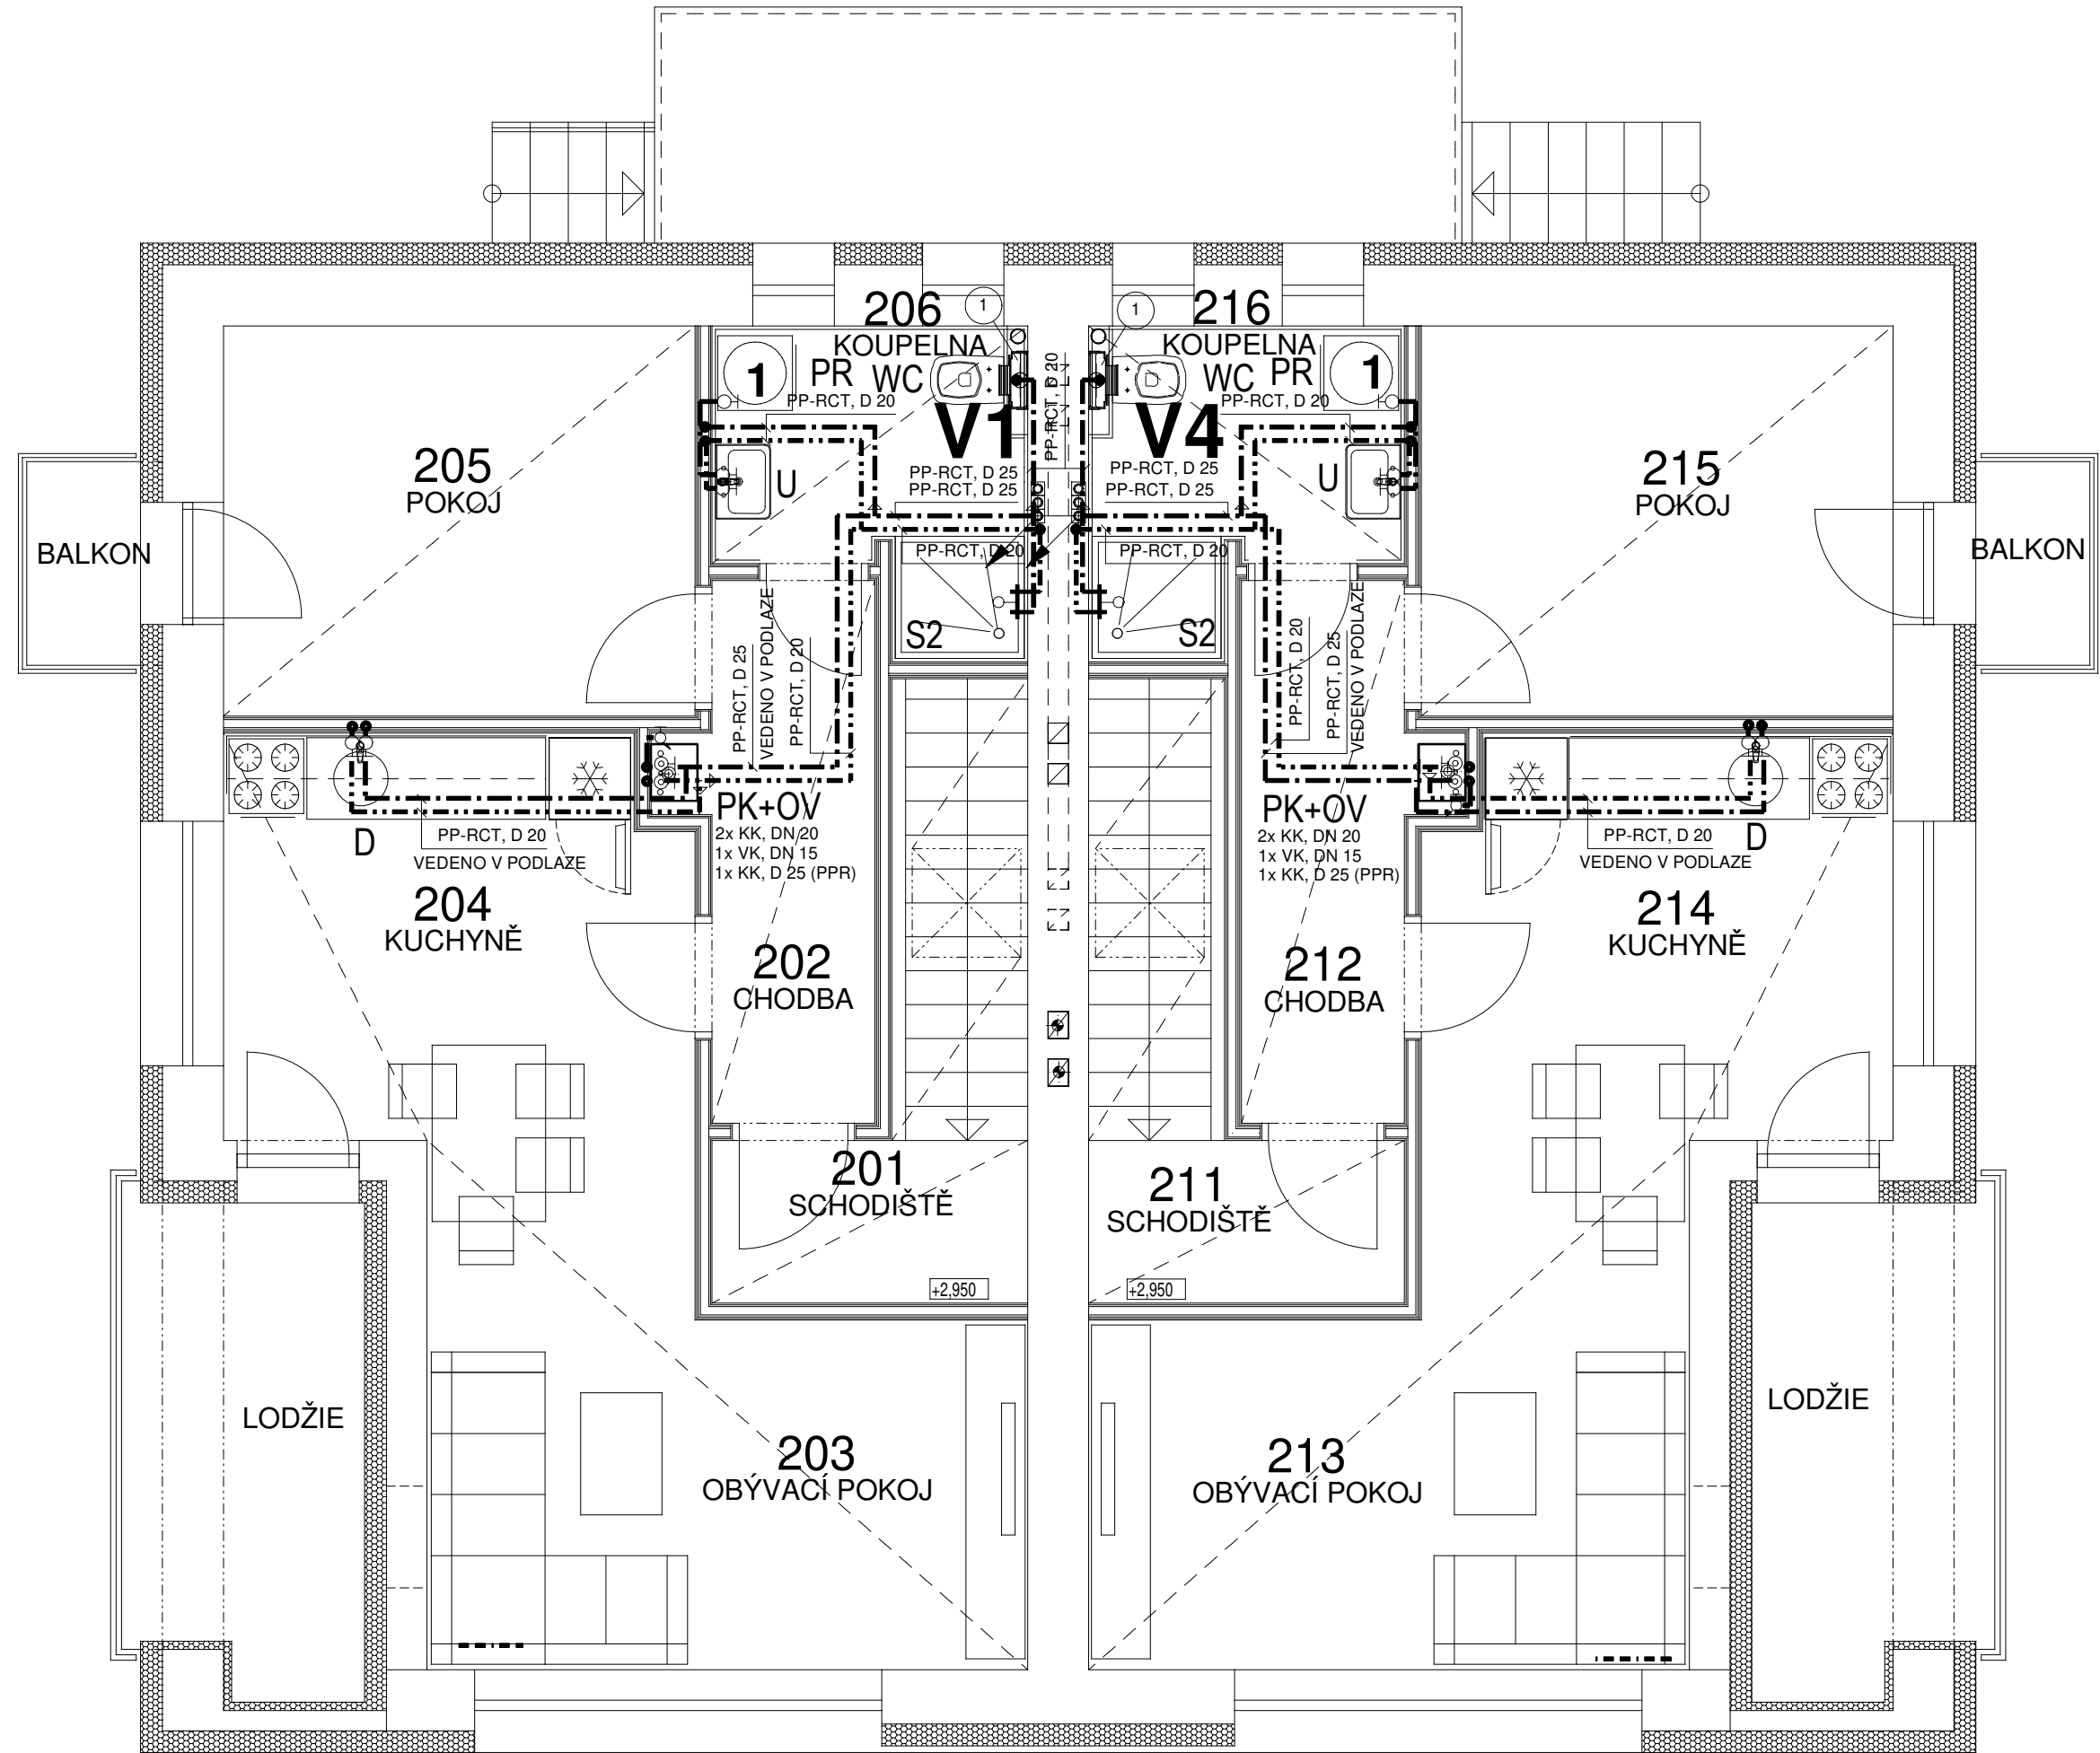 206
KOUPELNA
1
1
216
KOUPELNA
1
PR
WC
WC
PR
1
PP-RCT, D 20
PP-RCT, D 20
PP-RCT, D 20
V1
V4
205
POKOJ
U
PP-RCT, D 25
PP-RCT, D 25
PP-RCT, D 25
PP-RCT, D 25
U
215
POKOJ
BALKON
PP-RCT, D 20
PP-RCT, D 20
BALKON
S2
S2
PP-RCT, D 25
VEDENO V PODLAZE
PP-RCT, D 20
PP-RCT, D 20
PP-RCT, D 25
VEDENO V PODLAZE
D
PP-RCT, D 20
VEDENO V PODLAZE
PK+OV
2x KK, DN 20
1x VK, DN 15
1x KK, D 25 (PPR)
PK+OV
2x KK, DN 20
1x VK, DN 15
1x KK, D 25 (PPR)
PP-RCT, D 20
VEDENO V PODLAZE
D
204
KUCHYNĚ
214
KUCHYNĚ
202
CHODBA
212
CHODBA
201
SCHODIŠTĚ
211
SCHODIŠTĚ
+2,950
+2,950
LODŽIE
LODŽIE
203
OBÝVACÍ POKOJ
213
OBÝVACÍ POKOJ